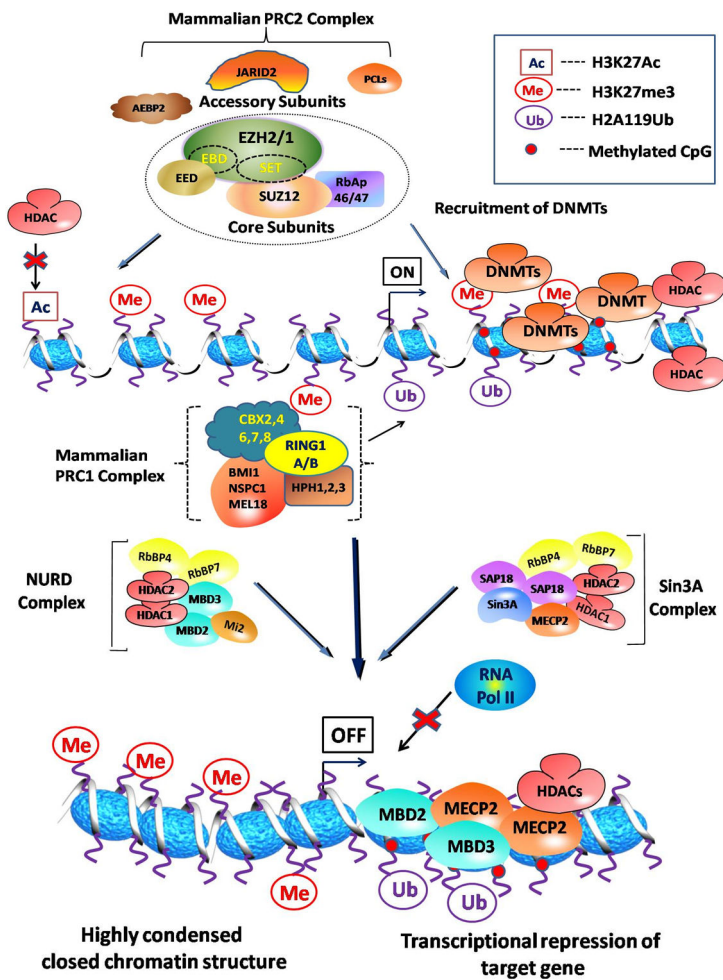 Mammalian PRC2 Complex
JARID2
PCLs
AEBP2
Accessory Subunits
EZH2/1
EBD
SET
EED
SUZ12
RbAp
46/47
Core Subunits
Ac
H3K27Ac
Me
H3K27me3
Ub
H2A119Ub
Methylated CpG
HDAC
Recruitment of DNMTs
Ac
Me
Me
ON
Me
DNMTs
Me
DNMT
HDAC
DNMTs
HDAC
Me
Ub
Ub
Mammalian
PRC1 Complex
CBX2,4
6,7,8
RING1
A/B
BMI1
NSPC1
MEL18
HPH1,2,3
NURD
Complex
RbBP4
RbBP7
HDAC2
MBD3
HDAC1
MBD2
Mi2
RbBP4
RbBP7
SAP18
HDAC2
SAP18
Sin3A
HDAC1
MECP2
Sin3A
Complex
RNA
Pol II
OFF
Me
Me
Me
HDACs
MBD2
MECP2
MECP2
MBD3
Me
Ub
Ub
Highly condensed
closed chromatin structure
Transcriptional repression of
target gene